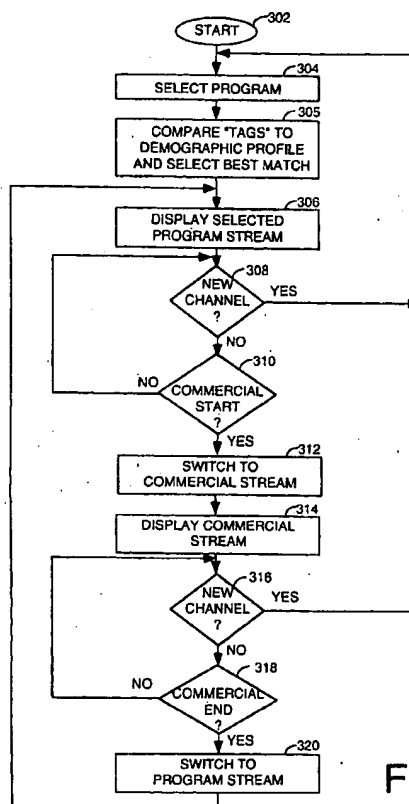 START
302
304
SELECT PROGRAM
305
COMPARE "TAGS" TO
DEMOGRAPHIC PROFILE
AND SELECT BEST MATCH
306
DISPLAY SELECTED
PROGRAM STREAM
308
NEW
CHANNEL
?
YES
NO
310
COMMERCIAL
START
?
NO
YES
312
SWITCH TO
COMMERCIAL STREAM
314
DISPLAY COMMERCIAL
STREAM
316
NEW
CHANNEL
?
YES
NO
318
COMMERCIAL
END
?
NO
YES
320
SWITCH TO
PROGRAM STREAM
F